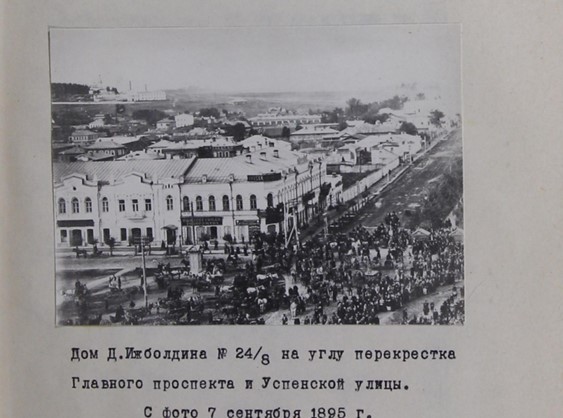 Дом Д.Ижболдина № 24/8 на углу перекрестка
Главного проспекта и Успенской улицы.
С фото 7 сентября 1895 г.